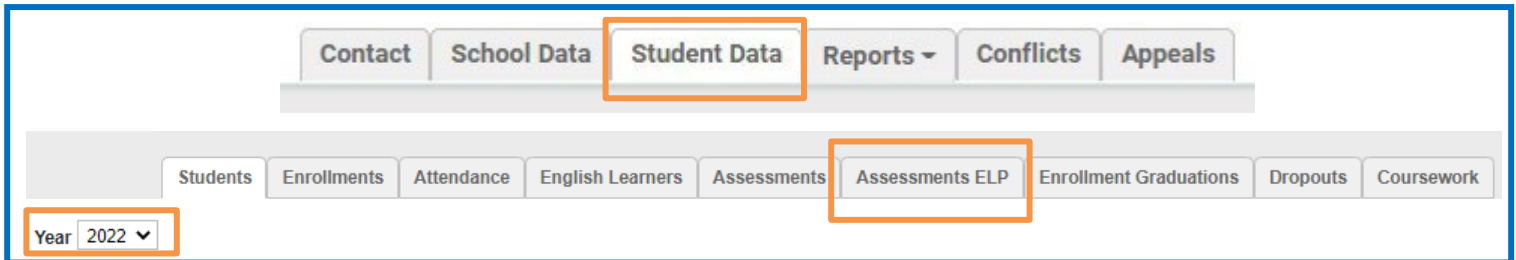 Contact School Data Student Data Reports Conflicts Appeals
Students Enrollments Attendance English Learners Assessments Assessments ELP Enrollment Graduations Dropouts Coursework
Year 2022